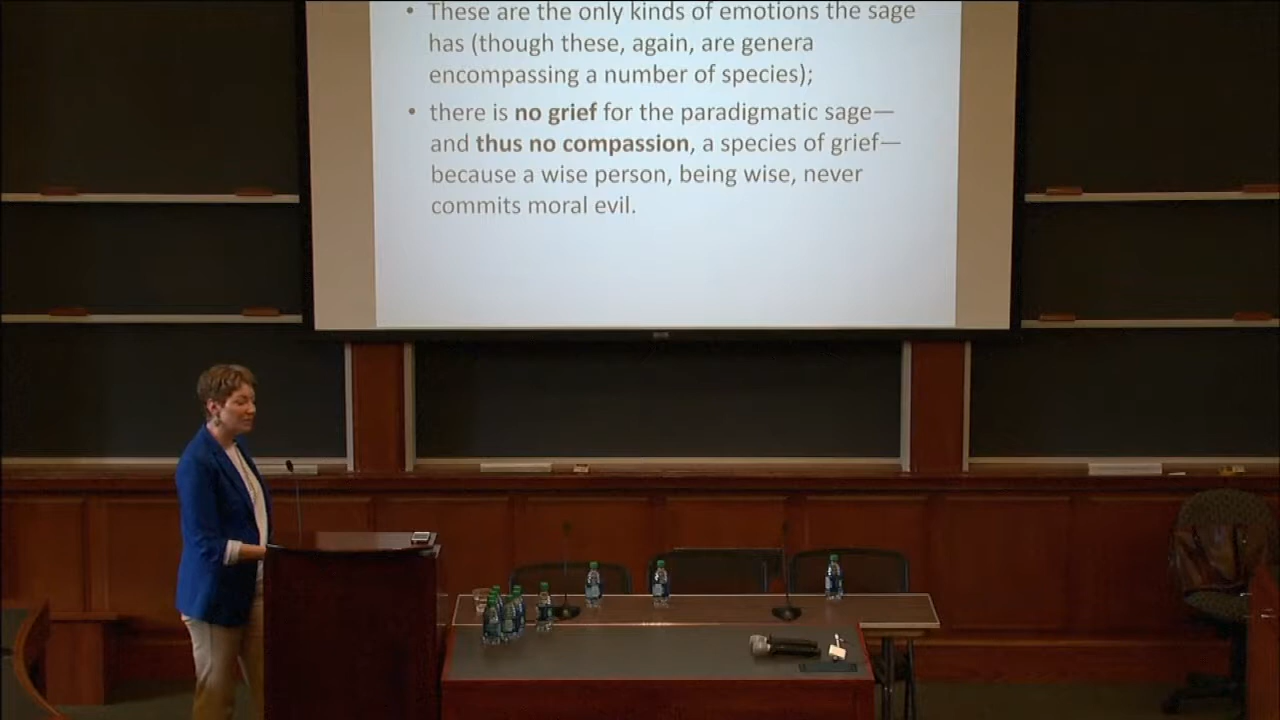 • These are the only kinds of emotions the sage
has (though these, again, are genera
encompassing a number of species);
• there is no grief for the paradigmatic sage—
and thus no compassion, a species of grief—
because a wise person, being wise, never
commits moral evil.